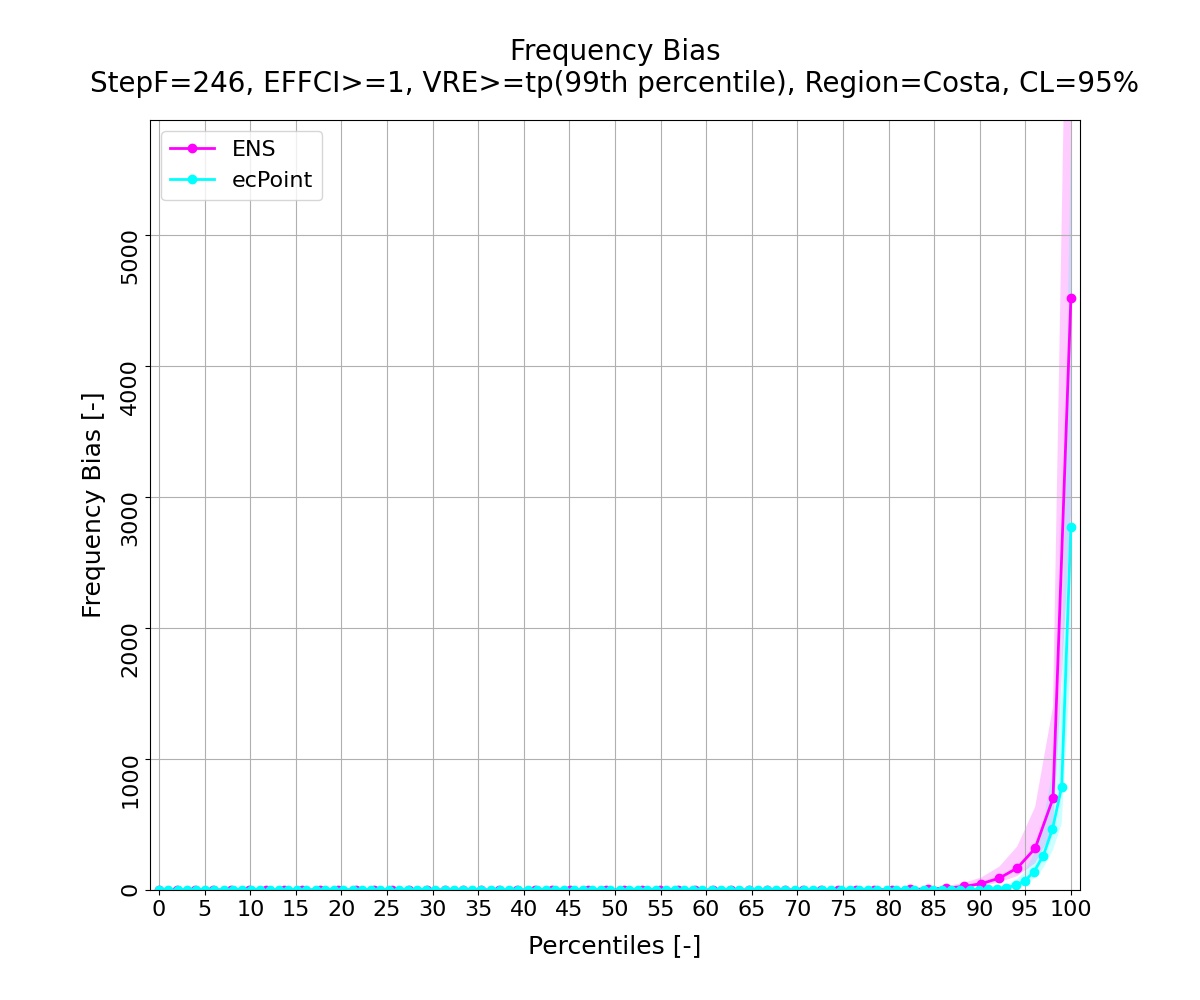 Frequency Bias
StepF=246, EFFCI>=1, VRE>=tp(99th percentile), Region=Costa, CL=95%
ENS
ecPoint
Frequency Bias [-]
5000
4000
3000
2000
1000
0
0 5 10 15 20 25 30 35 40 45 50 55 60 65 70 75 80 85 90 95 100
Percentiles [-]